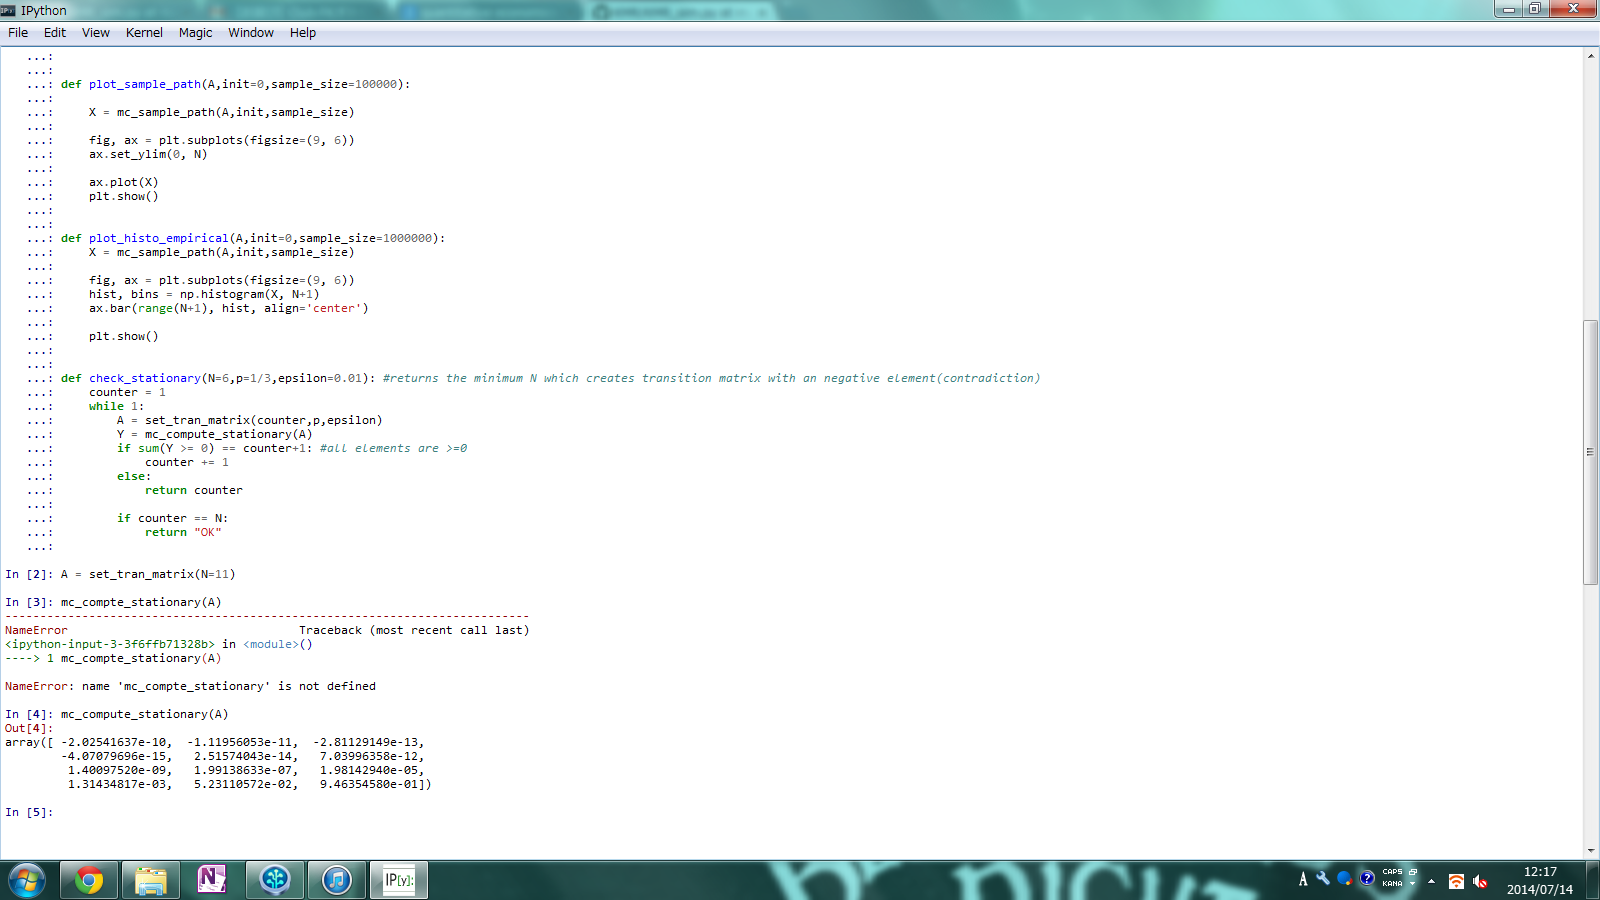 IPython
File Edit View Kernel Magic Window Help
...:
...:
...: def plot_sample_path(A,init=0,sample_size=100000):
...:
...:     X = mc_sample_path(A,init,sample_size)
...:
...:     fig, ax = plt.subplots(figsize=(9, 6))
...:     ax.set_ylim(0, N)
...:
...:     ax.plot(X)
...:     plt.show()
...:
...:
...: def plot_histo_empirical(A,init=0,sample_size=1000000):
...:     X = mc_sample_path(A,init,sample_size)
...:
...:     fig, ax = plt.subplots(figsize=(9, 6))
...:     hist, bins = np.histogram(X, N+1)
...:     ax.bar(range(N+1), hist, align='center')
...:
...:     plt.show()
...:
...:
...: def check_stationary(N=6,p=1/3,epsilon=0.01): #returns the minimum N which creates transition matrix with an negative element(contradiction)
...:     counter = 1
...:     while 1:
...:         A = set_tran_matrix(counter,p,epsilon)
...:         Y = mc_compute_stationary(A)
...:         if sum(Y >= 0) == counter+1: #all elements are >=0
...:             counter += 1
...:         else:
...:             return counter
...:
...:         if counter == N:
...:             return "OK"
...:
In [2]: A = set_tran_matrix(N=11)
In [3]: mc_compte_stationary(A)
---------------------------------------------------------------------------
NameError                                 Traceback (most recent call last)
<ipython-input-3-3f6ffb71328b> in <module>()
----> 1 mc_compte_stationary(A)
NameError: name 'mc_compte_stationary' is not defined
In [4]: mc_compute_stationary(A)
Out[4]:
array([ -2.02541637e-10,  -1.11956053e-11,  -2.81129149e-13,
        -4.07079696e-15,   2.51574043e-14,   7.03996358e-12,
         1.40097520e-09,   1.99138633e-07,   1.98142940e-05,
         1.31434817e-03,   5.23110572e-02,   9.46354580e-01])
In [5]:
IP[y]:
A
CAPS
KANA
12:17
2014/07/14